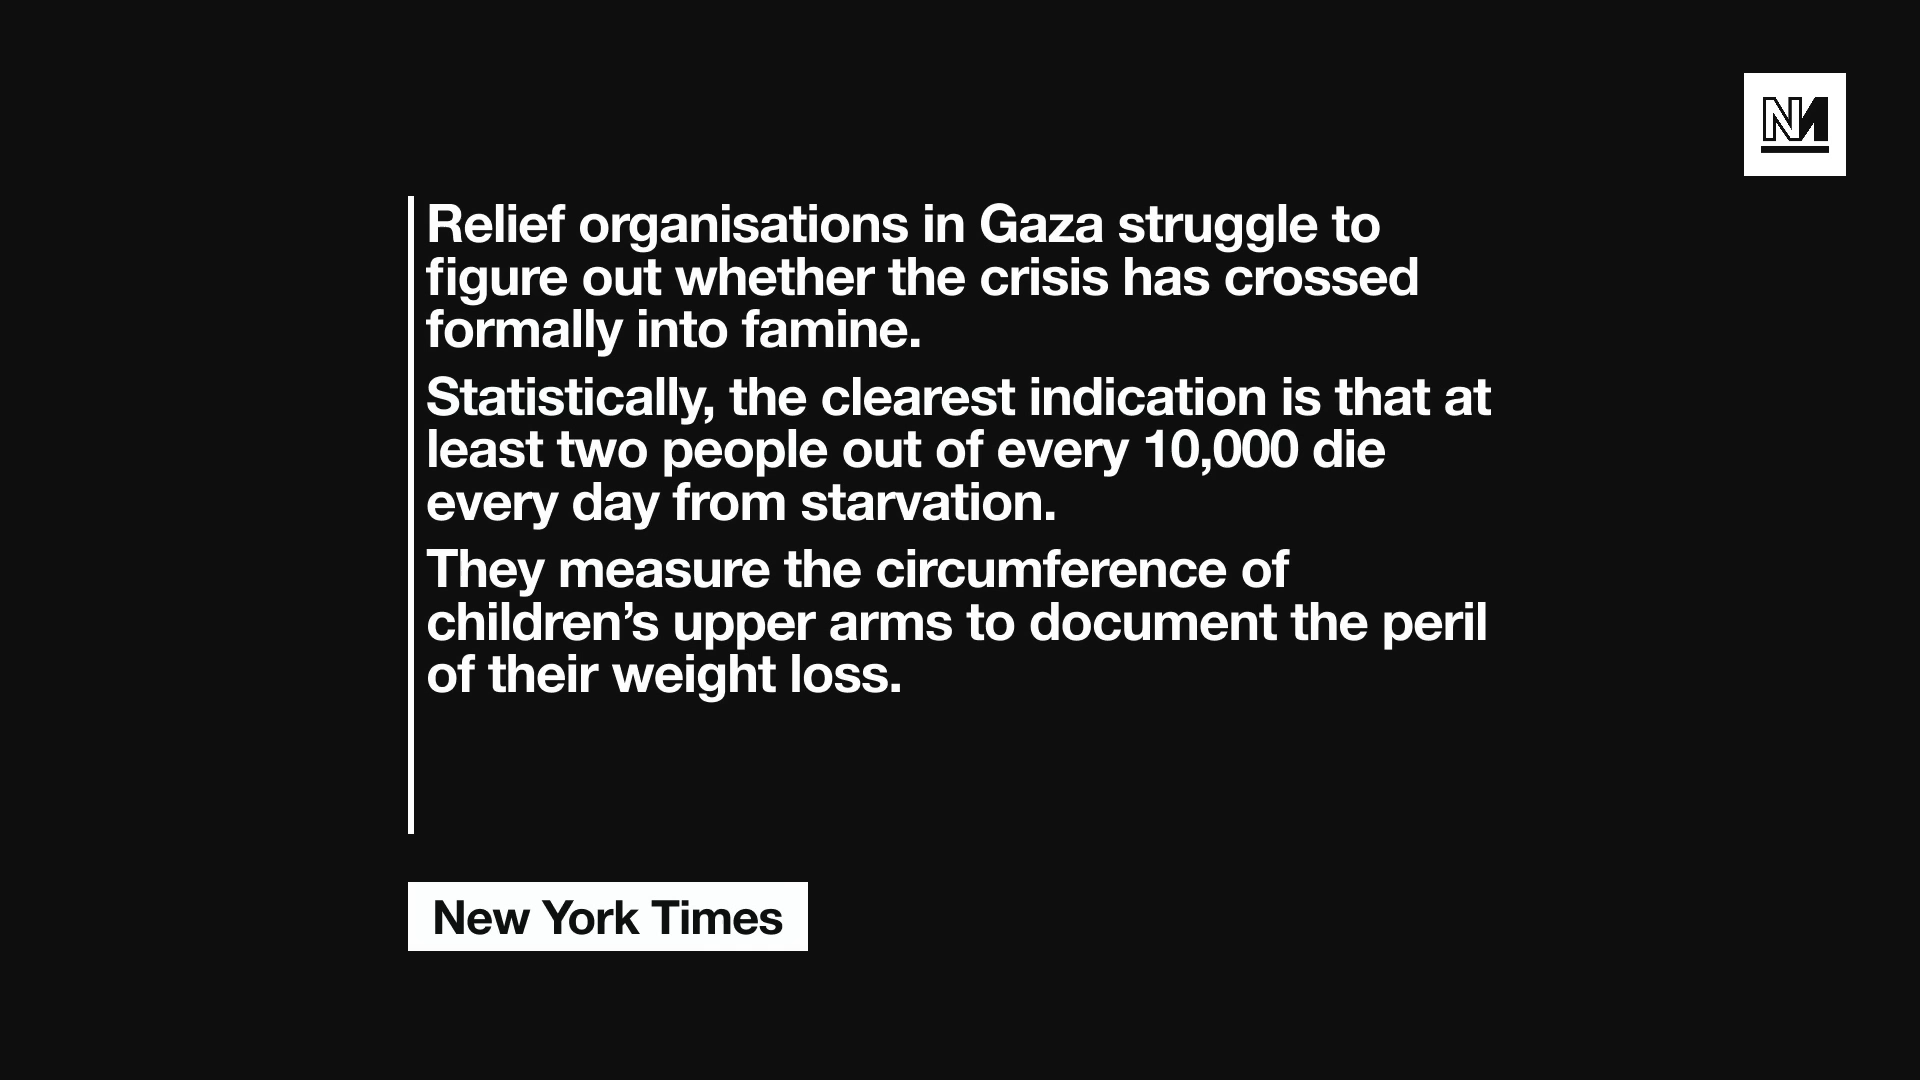 NM
Relief organisations in Gaza struggle to
figure out whether the crisis has crossed
formally into famine.
Statistically, the clearest indication is that at
least two people out of every 10,000 die
every day from starvation.
They measure the circumference of
children’s upper arms to document the peril
of their weight loss.
New York Times